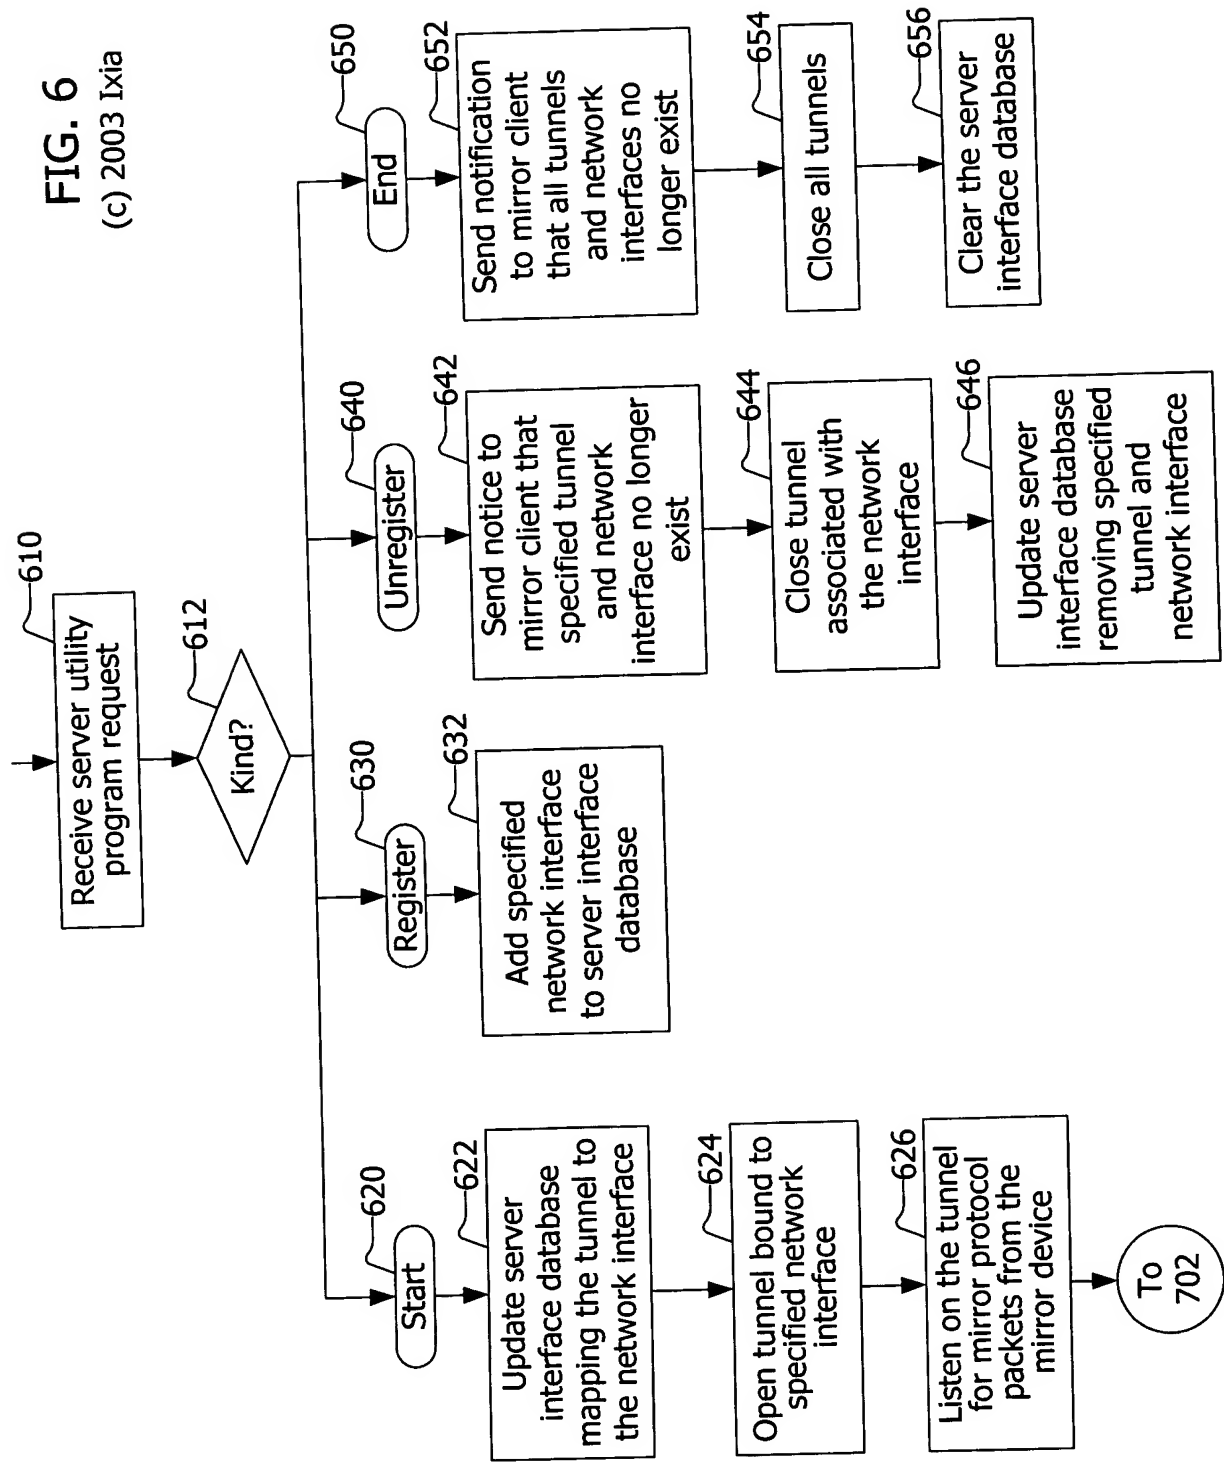 FIG. 6
(c) 2003 Ixia
610
Receive server utility
program request
612
Kind?
620
Start
622
Update server
interface database
mapping the tunnel to
the network interface
624
Open tunnel bound to
specified network
interface
626
Listen on the tunnel
for mirror protocol
packets from the
mirror device
To
702
630
Register
632
Add specified
network interface
to server interface
database
640
Unregister
642
Send notice to
mirror client that
specified tunnel
and network
interface no longer
exist
644
Close tunnel
associated with
the network
interface
646
Update server
interface database
removing specified
tunnel and
network interface
650
End
652
Send notification
to mirror client
that all tunnels
and network
interfaces no
longer exist
654
Close all tunnels
656
Clear the server
interface database